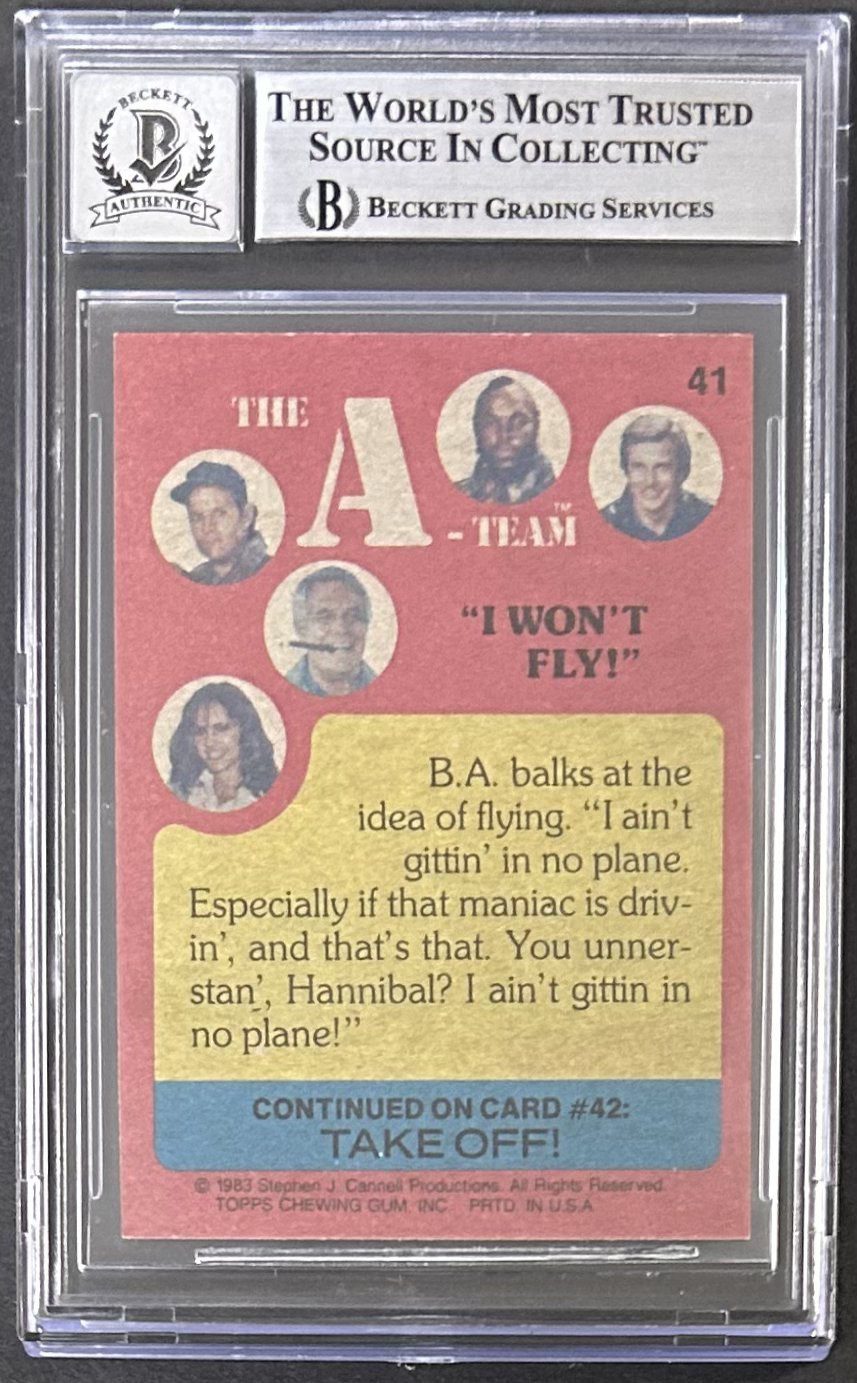 BECKETT
B
AUTHENTIC
THE WORLD'S MOST TRUSTED
SOURCE IN COLLECTING™
B BECKETT GRADING SERVICES
41
THE
A
-TEAM™
"I WON'T
FLY!"
B.A. balks at the
idea of flying. "I ain't
gittin' in no plane.
Especially if that maniac is driv-
in', and that's that. You unner-
stan', Hannibal? I ain't gittin in
no plane!"
CONTINUED ON CARD #42:
TAKE OFF!
© 1983 Stephen J. Cannell Productions. All Rights Reserved.
TOPPS CHEWING GUM, INC. PRTD. IN U.S.A.